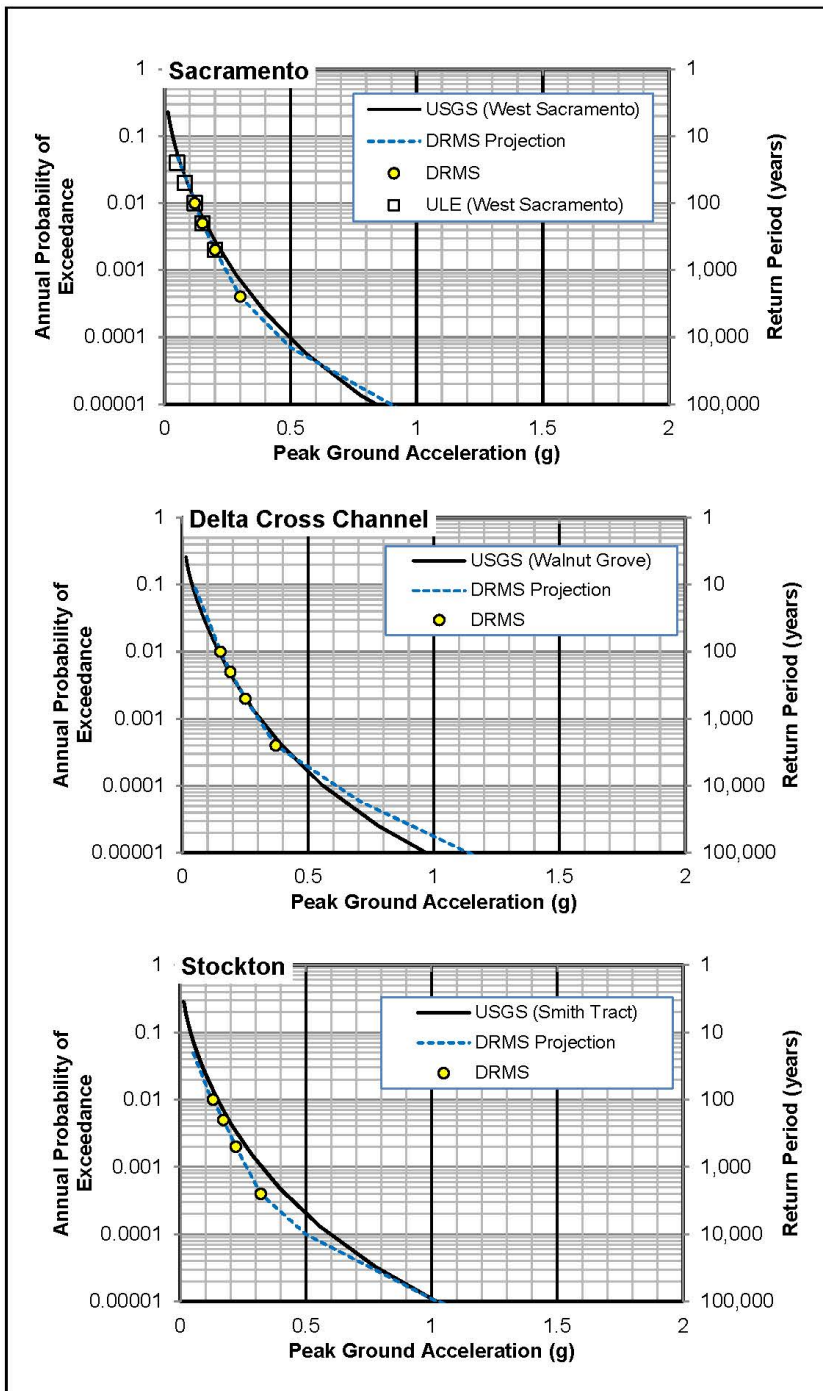 Sacramento
USGS (West Sacramento)
DRMS Projection
DRMS
ULE (West Sacramento)
Annual Probability of
Exceedance
1
0.1
0.01
0.001
0.0001
0.00001
Return Period (years)
1
10
100
1,000
10,000
100,000
0 0.5 1 1.5 2
Peak Ground Acceleration (g)
Delta Cross Channel
USGS (Walnut Grove)
DRMS Projection
DRMS
Annual Probability of
Exceedance
1
0.1
0.01
0.001
0.0001
0.00001
Return Period (years)
1
10
100
1,000
10,000
100,000
0 0.5 1 1.5 2
Peak Ground Acceleration (g)
Stockton
USGS (Smith Tract)
DRMS Projection
DRMS
Annual Probability of
Exceedance
1
0.1
0.01
0.001
0.0001
0.00001
Return Period (years)
1
10
100
1,000
10,000
100,000
0 0.5 1 1.5 2
Peak Ground Acceleration (g)